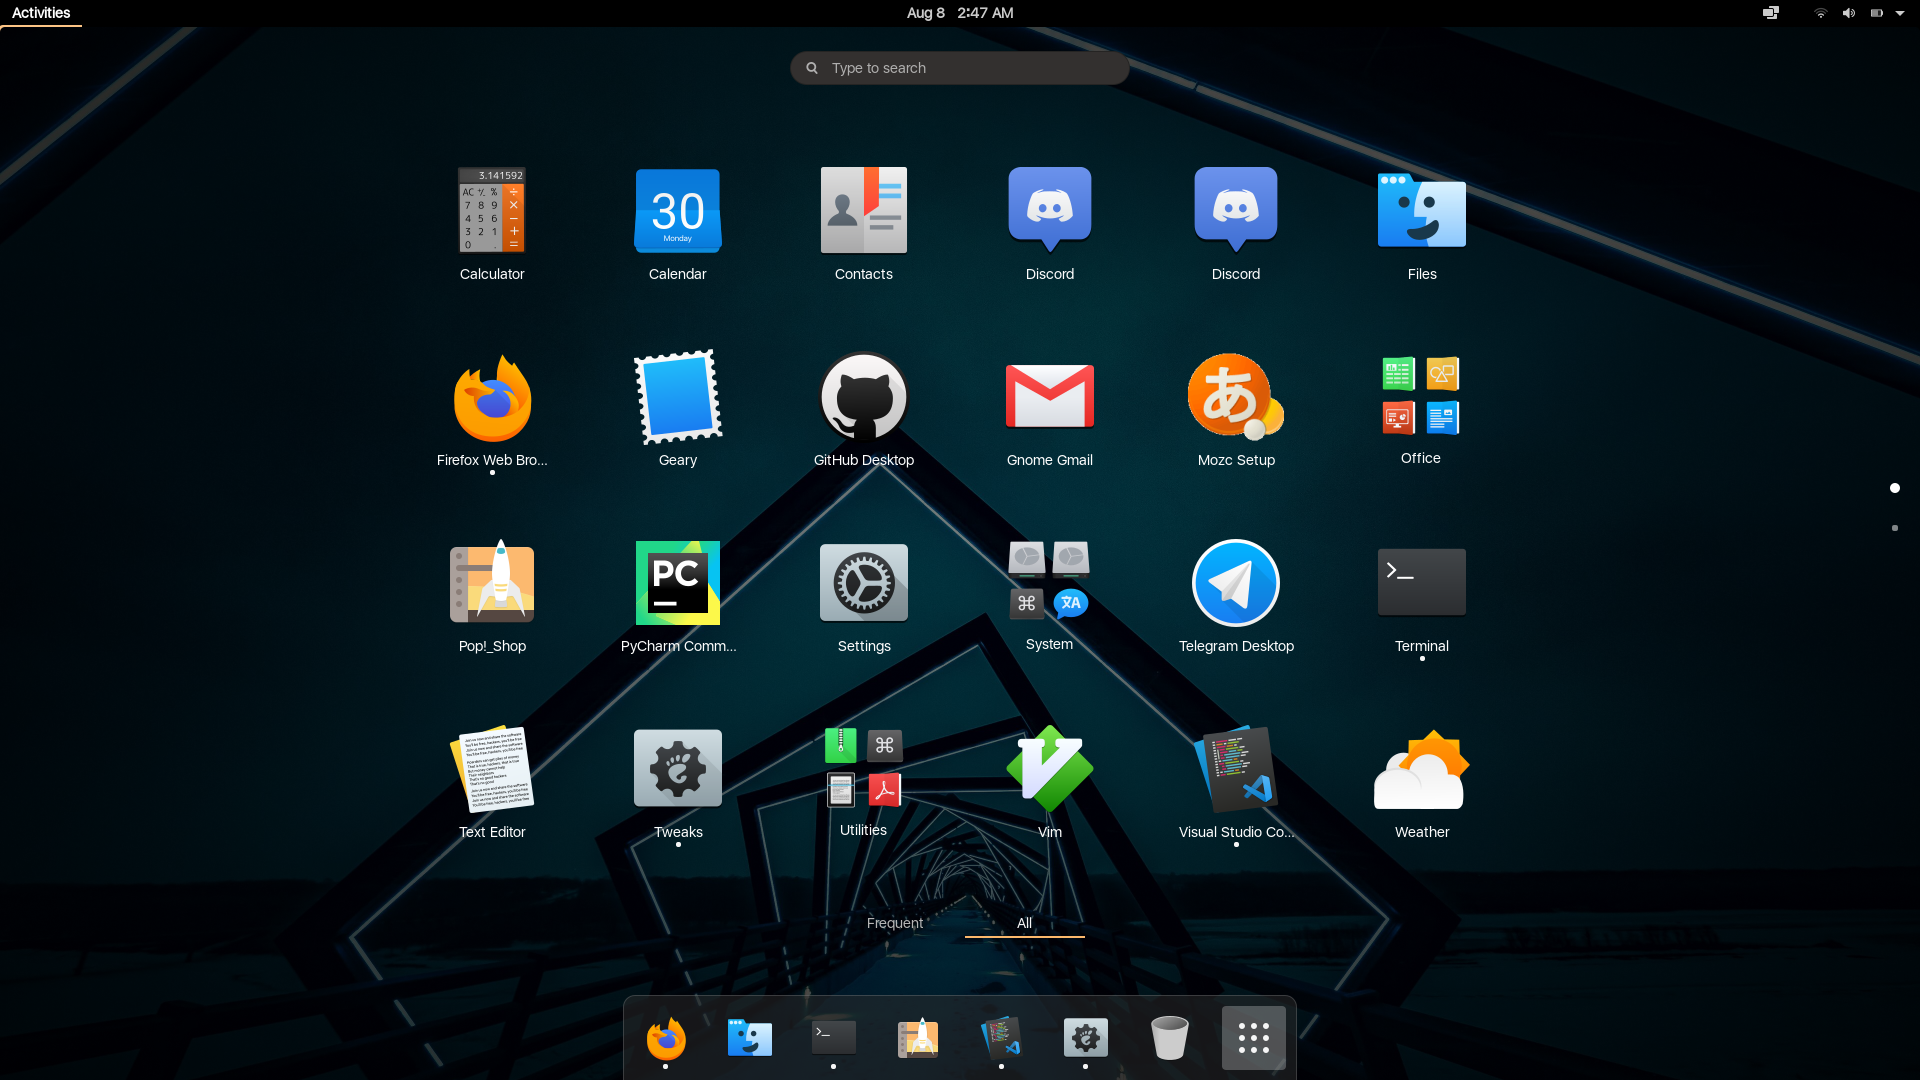 Activities
Aug 8 2:47 AM
Type to search
3.141592
AC +/- %  ÷
7 8 9 ×
4 5 6 −
3 2 1 +
0 . =
30
Monday
Calculator
Calendar
Contacts
Discord
Discord
Files
あ
Firefox Web Bro...
Geary
GitHub Desktop
Gnome Gmail
Mozc Setup
Office
PC
>_
Pop!_Shop
PyCharm Comm...
Settings
System
Telegram Desktop
Terminal
Text Editor
Tweaks
Utilities
Vim
Visual Studio Co...
Weather
Frequent
All